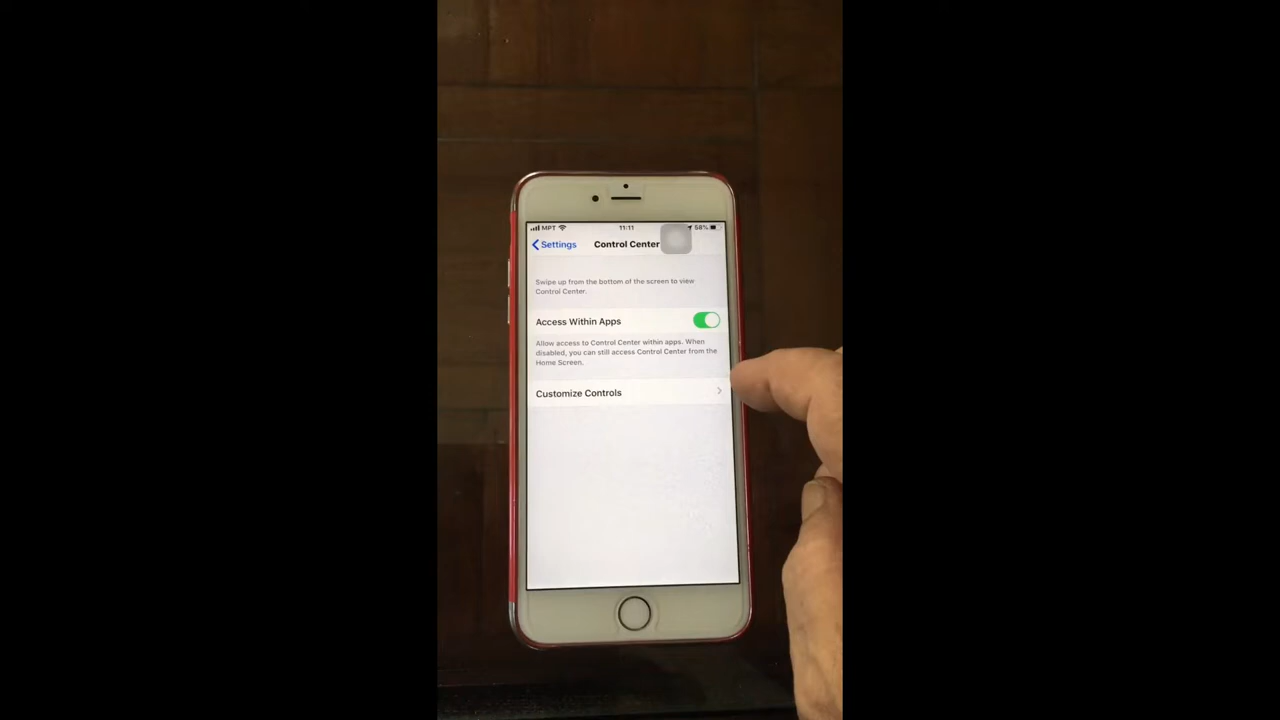 MPT 11:11 58%
Settings Control Center
Swipe up from the bottom of the screen to view
Control Center.
Access Within Apps
Allow access to Control Center within apps. When
disabled, you can still access Control Center from the
Home Screen.
Customize Controls